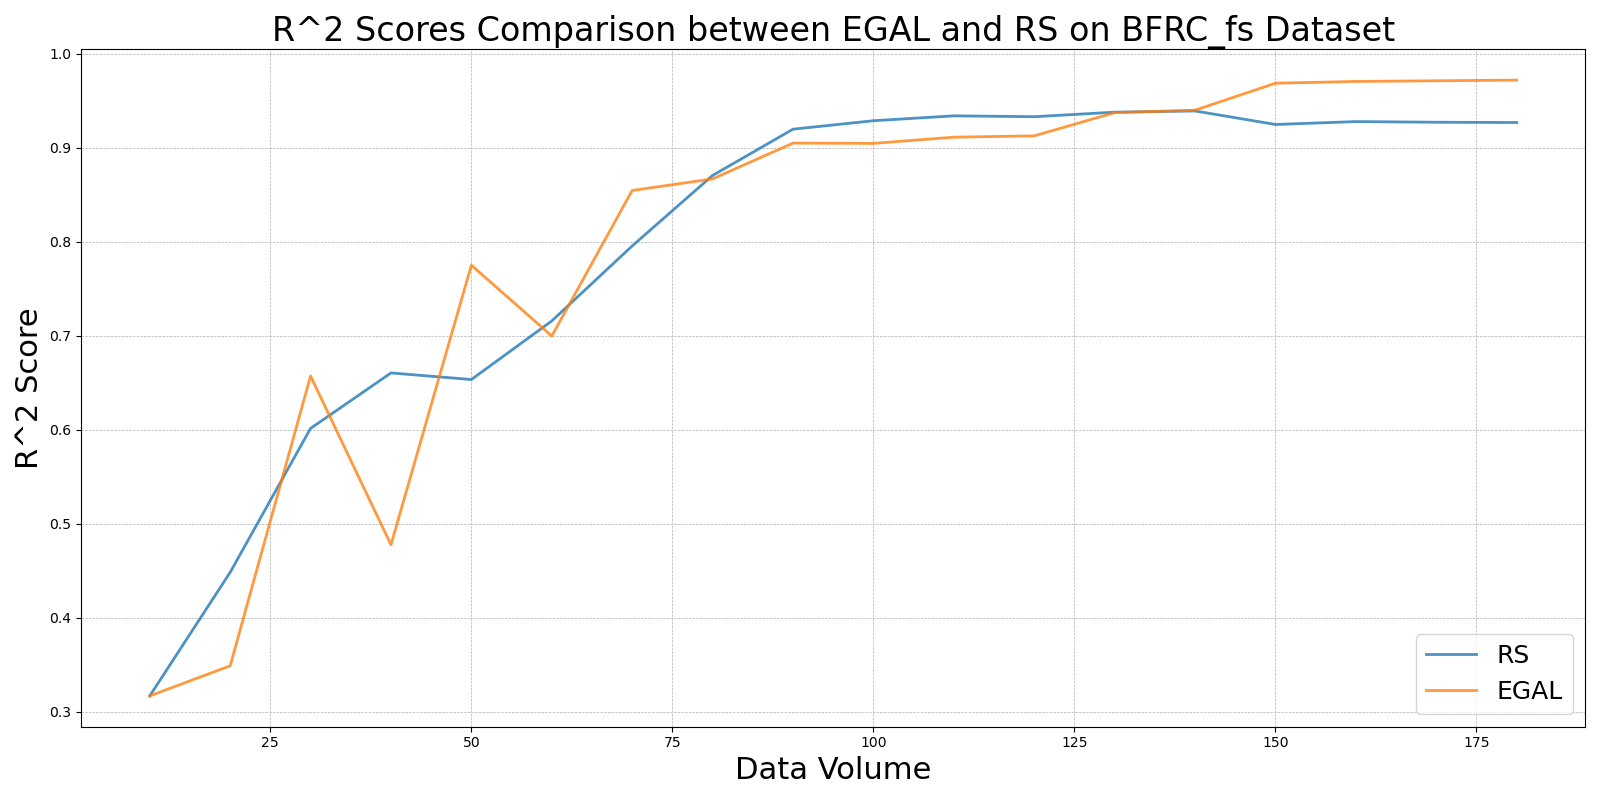 R^2 Scores Comparison between EGAL and RS on BFRC_fs Dataset
R^2 Score
1.0
0.9
0.8
0.7
0.6
0.5
0.4
0.3
25 50 75 100 125 150 175
Data Volume
RS
EGAL